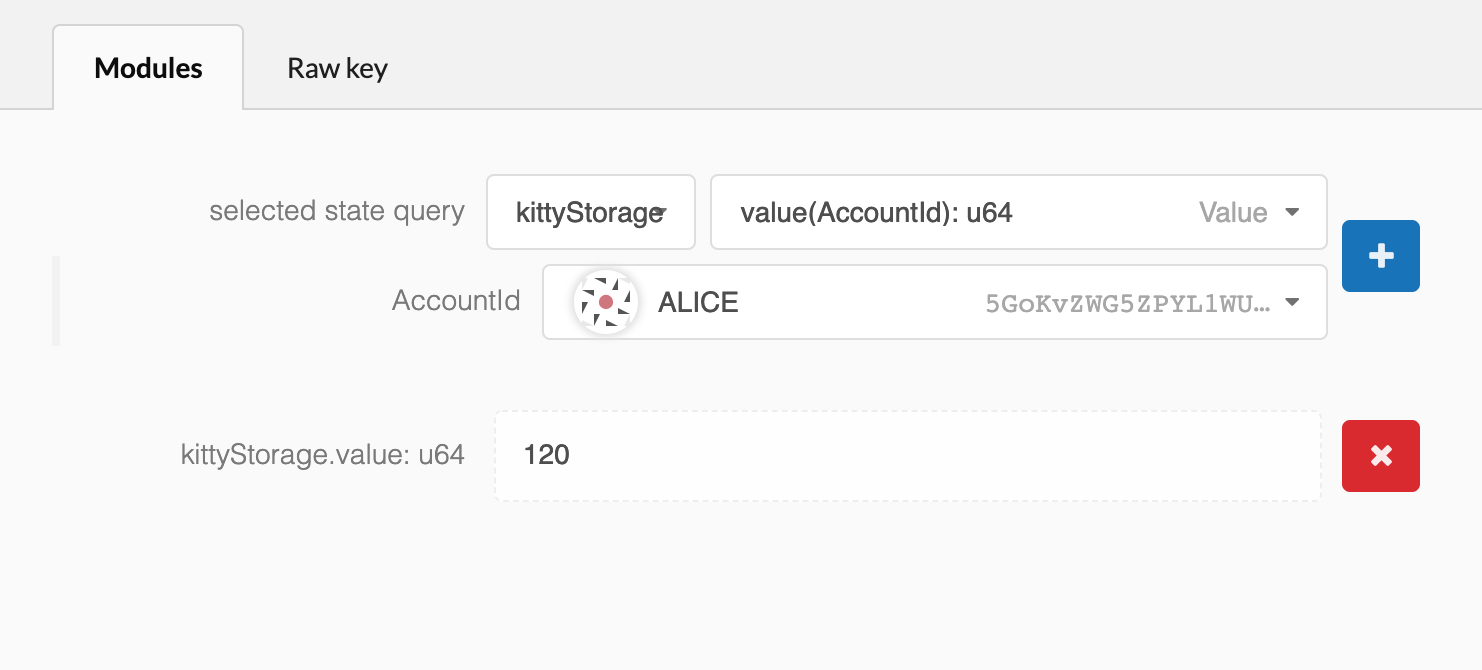 Modules Raw key
selected state query kittyStorage value(AccountId): u64 Value
AccountId ALICE 5GoKvZWG5ZPYL1WU…
kittyStorage.value: u64 120